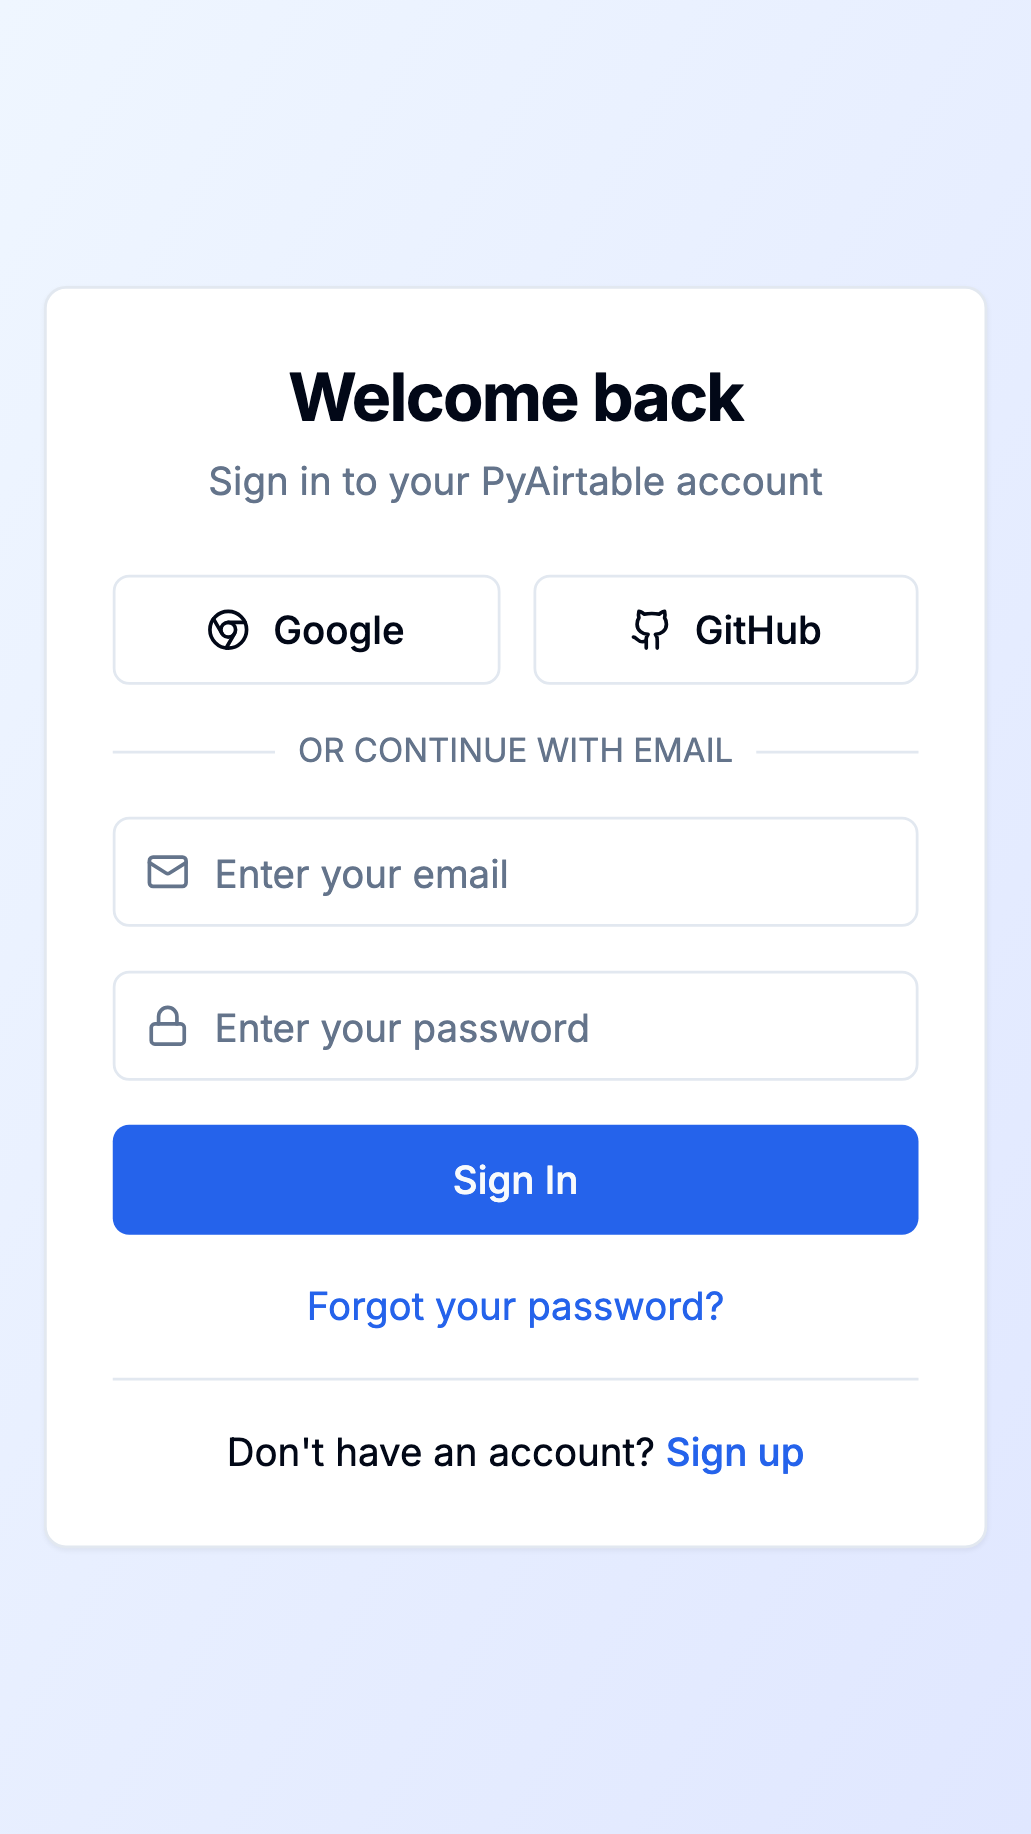 Welcome back
Sign in to your PyAirtable account
Google
GitHub
OR CONTINUE WITH EMAIL
Enter your email
Enter your password
Sign In
Forgot your password?
Don't have an account? Sign up